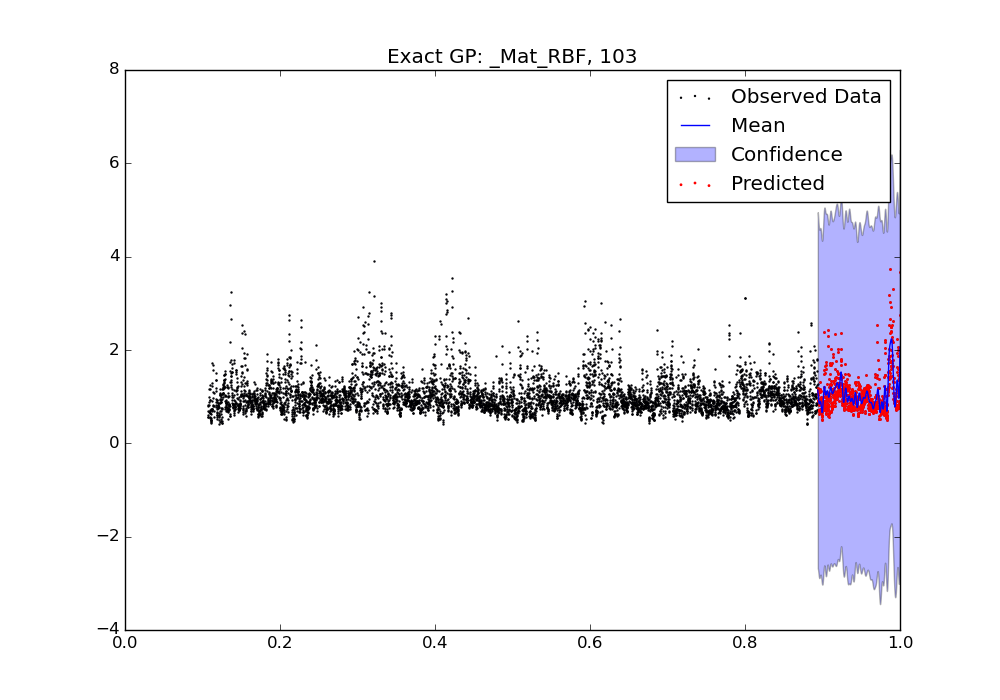 Exact GP: _Mat_RBF, 103
8
6
4
2
0
−2
−4
0.0
0.2
0.4
0.6
0.8
1.0
Observed Data
Mean
Confidence
Predicted